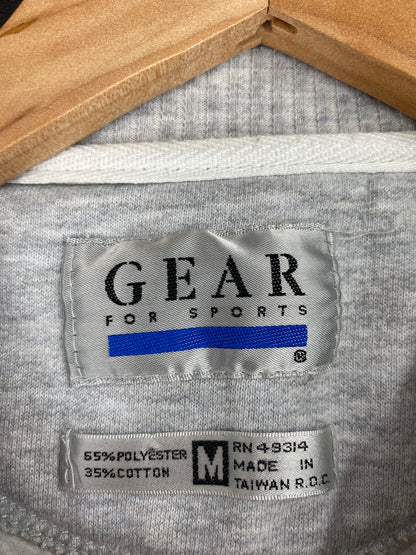 GEAR
FOR SPORTS
®
65% POLYESTER
35% COTTON
M
RN 49314
MADE IN
TAIWAN R.O.C